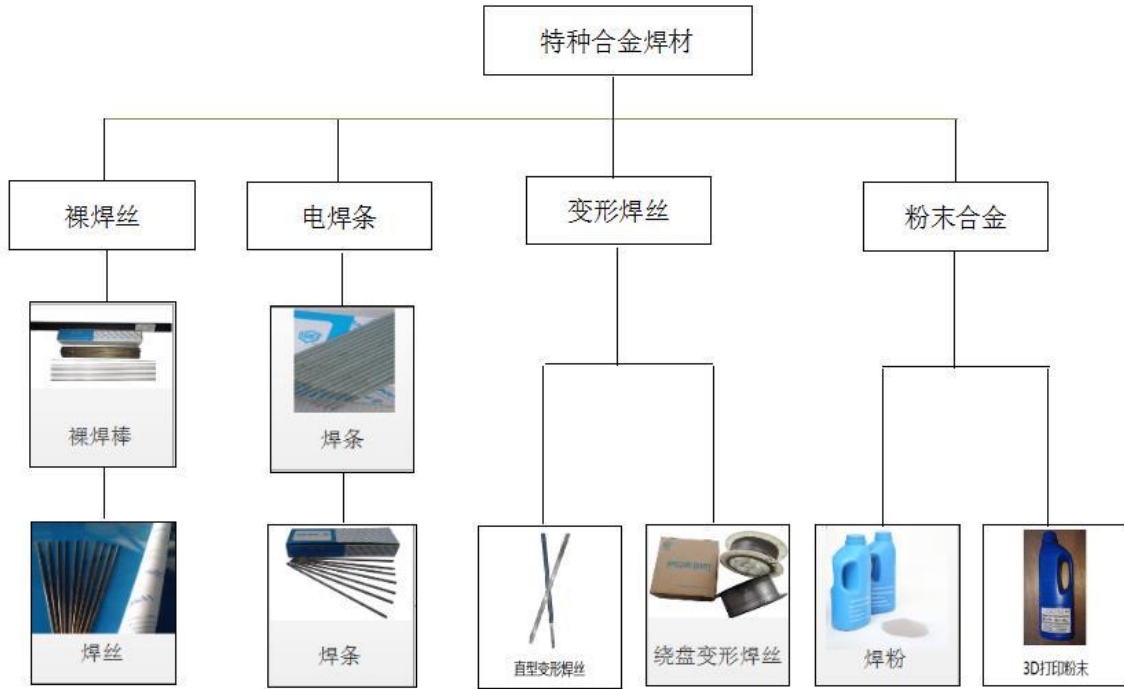 特种合金焊材
裸焊丝
电焊条
变形焊丝
粉末合金
裸焊棒
焊条
焊丝
焊条
直型变形焊丝
绕盘变形焊丝
焊粉
3D打印粉末